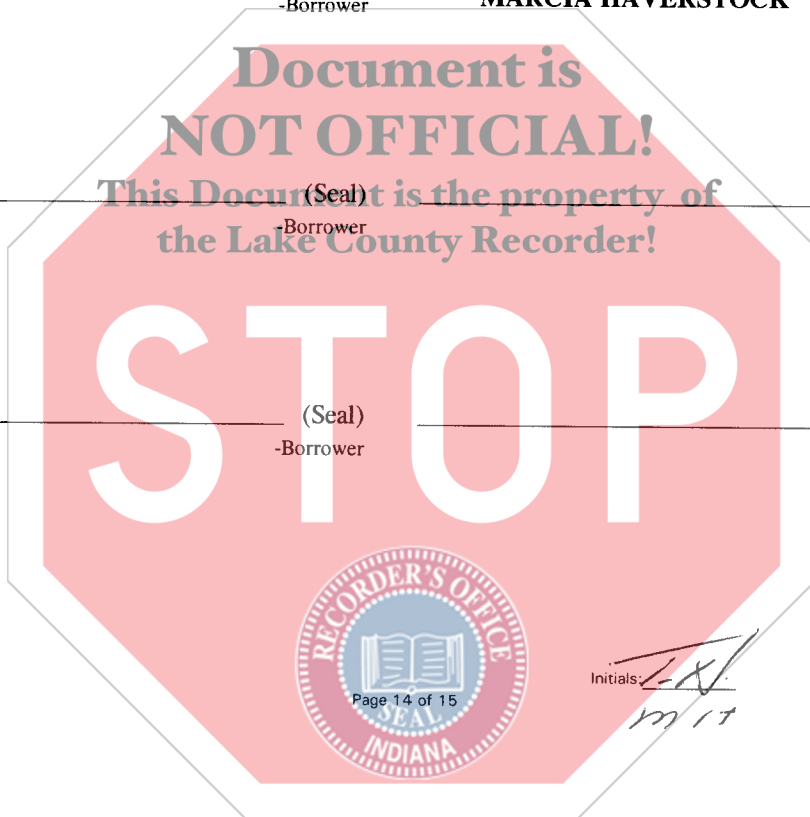 -Borrower MARCIA HAVERSTOCK
Document is
NOT OFFICIAL!
This Document is the property of
(Seal)
the Lake County Recorder!
-Borrower
STOP
(Seal)
-Borrower
RECORDER'S OFFICE
Initials:
Page 14 of 15
SEAL
INDIANA